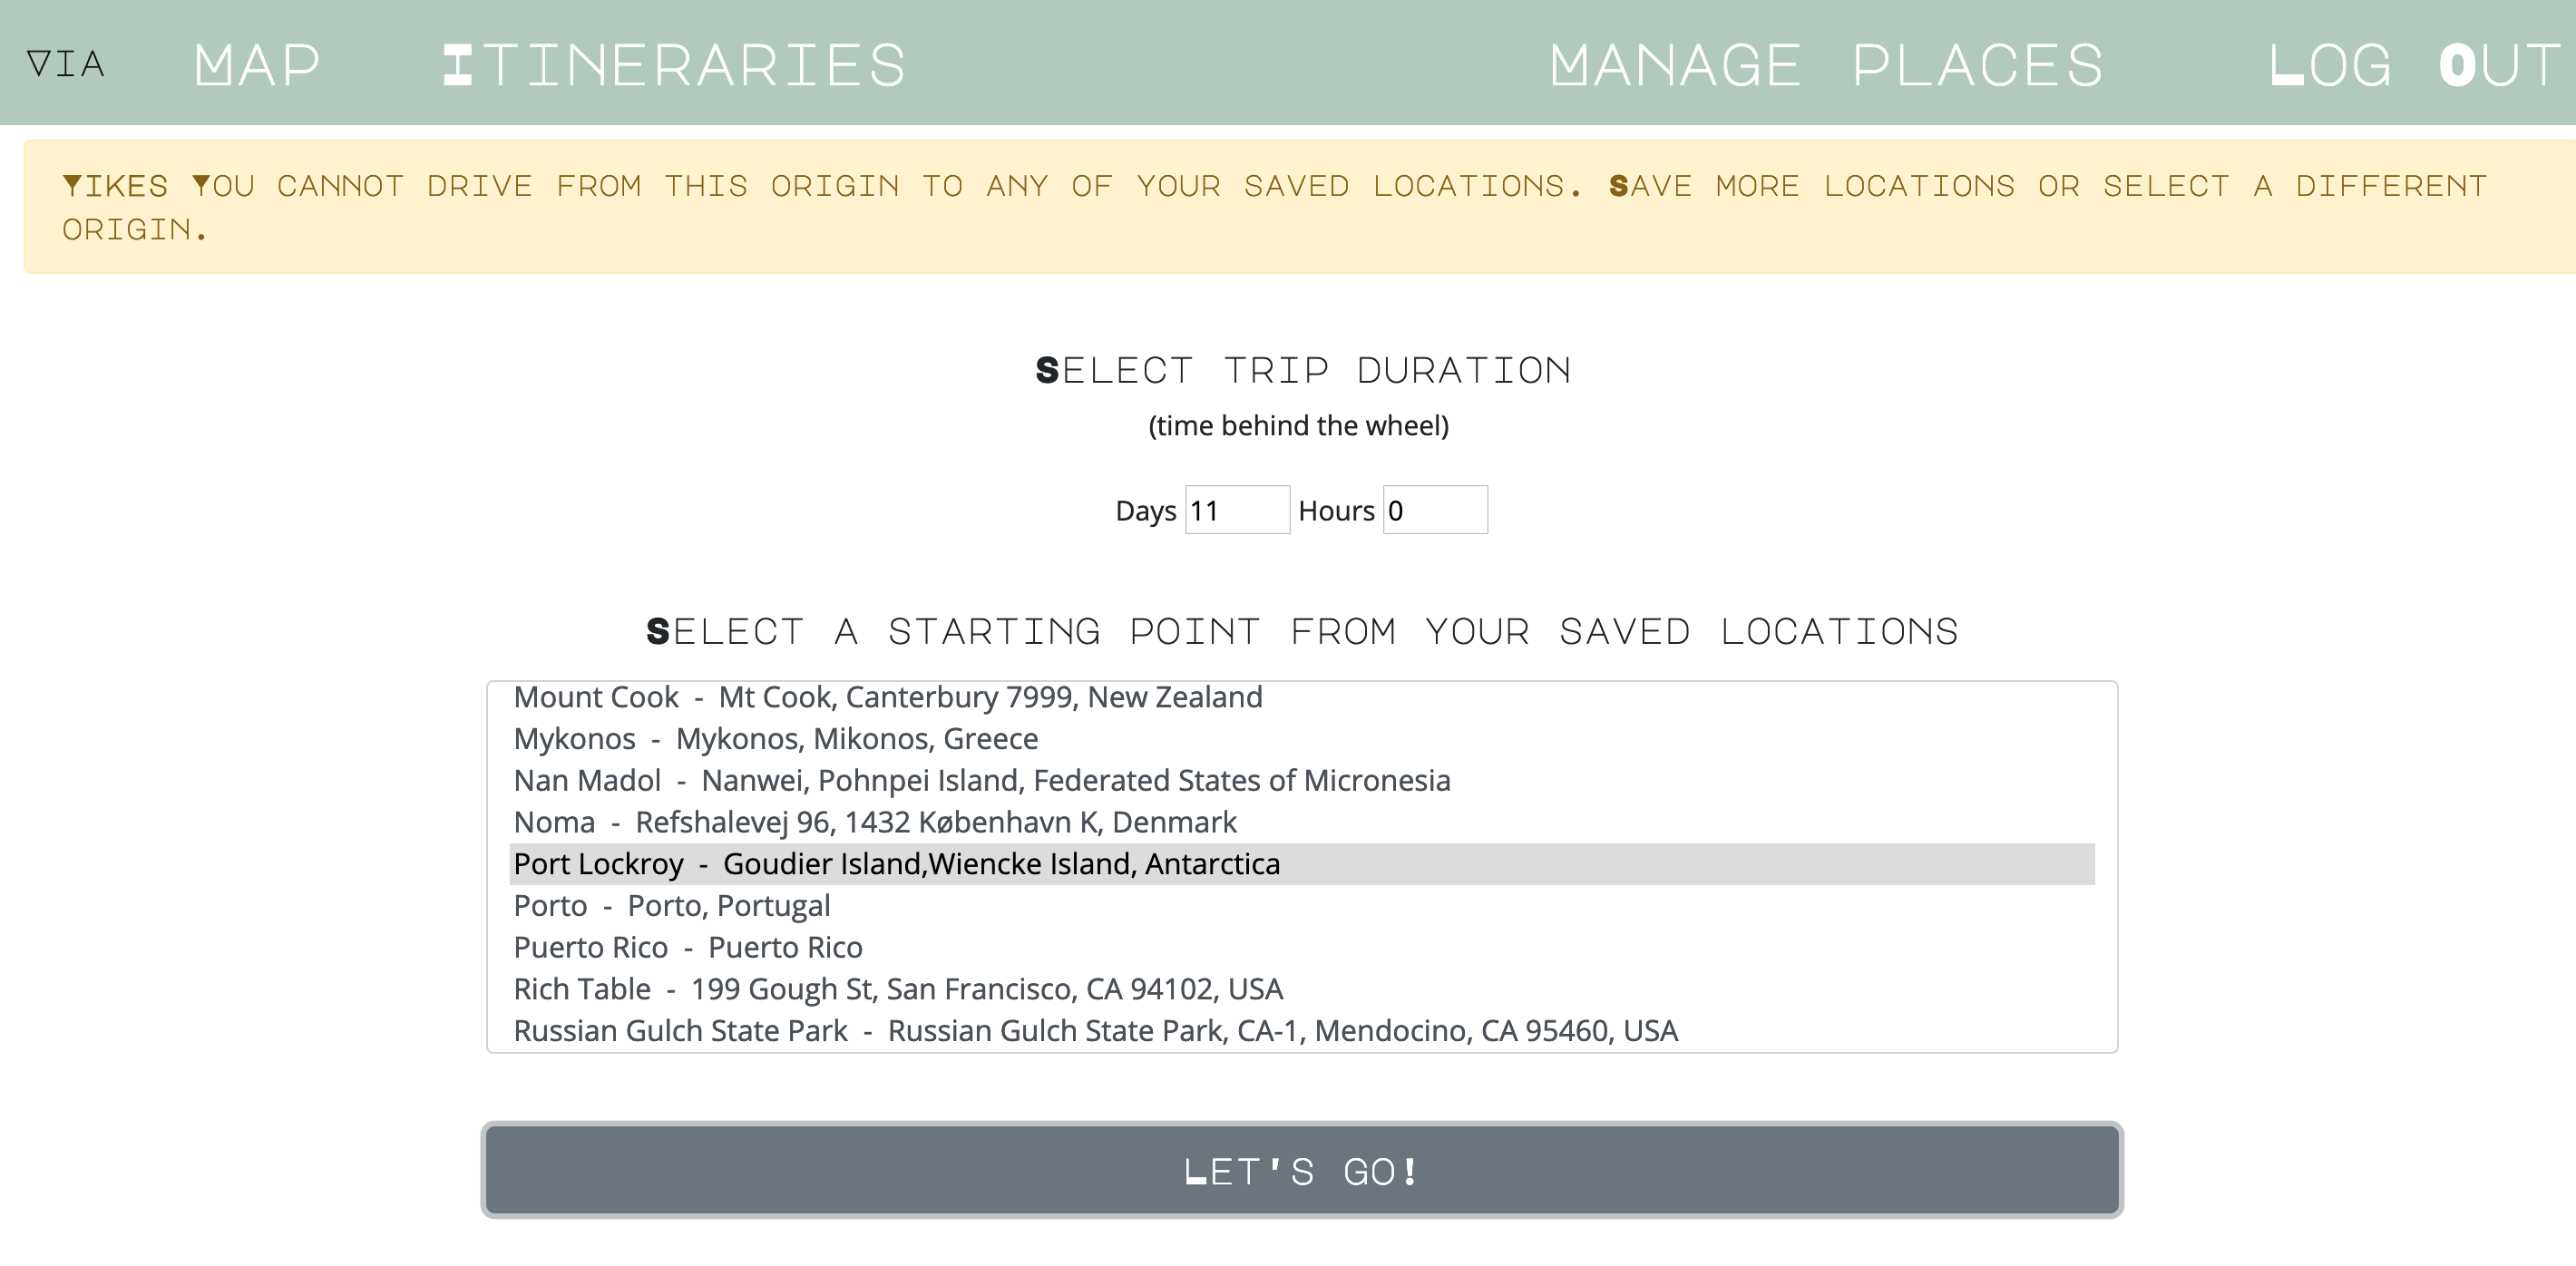 VIA MAP ITINERARIES MANAGE PLACES LOG OUT
YIKES YOU CANNOT DRIVE FROM THIS ORIGIN TO ANY OF YOUR SAVED LOCATIONS. SAVE MORE LOCATIONS OR SELECT A DIFFERENT
ORIGIN.
SELECT TRIP DURATION
(time behind the wheel)
Days 11 Hours 0
SELECT A STARTING POINT FROM YOUR SAVED LOCATIONS
Mount Cook - Mt Cook, Canterbury 7999, New Zealand
Mykonos - Mykonos, Mikonos, Greece
Nan Madol - Nanwei, Pohnpei Island, Federated States of Micronesia
Noma - Refshalevej 96, 1432 København K, Denmark
Port Lockroy - Goudier Island,Wiencke Island, Antarctica
Porto - Porto, Portugal
Puerto Rico - Puerto Rico
Rich Table - 199 Gough St, San Francisco, CA 94102, USA
Russian Gulch State Park - Russian Gulch State Park, CA-1, Mendocino, CA 95460, USA
LET'S GO!